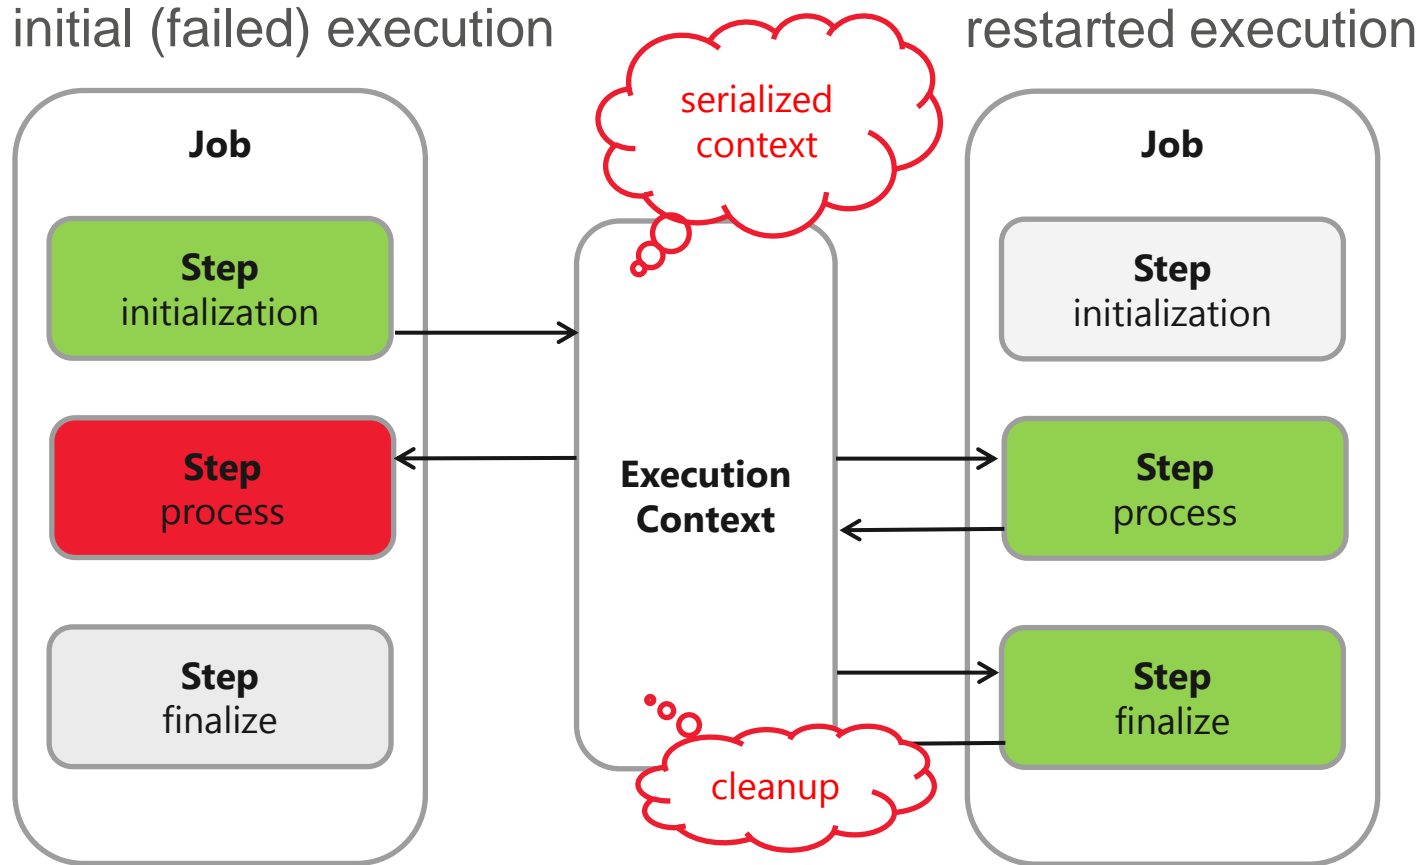 initial (failed) execution
restarted execution
serialized
context
Job
Step
initialization
Step
process
Step
finalize
Execution
Context
cleanup
Job
Step
initialization
Step
process
Step
finalize